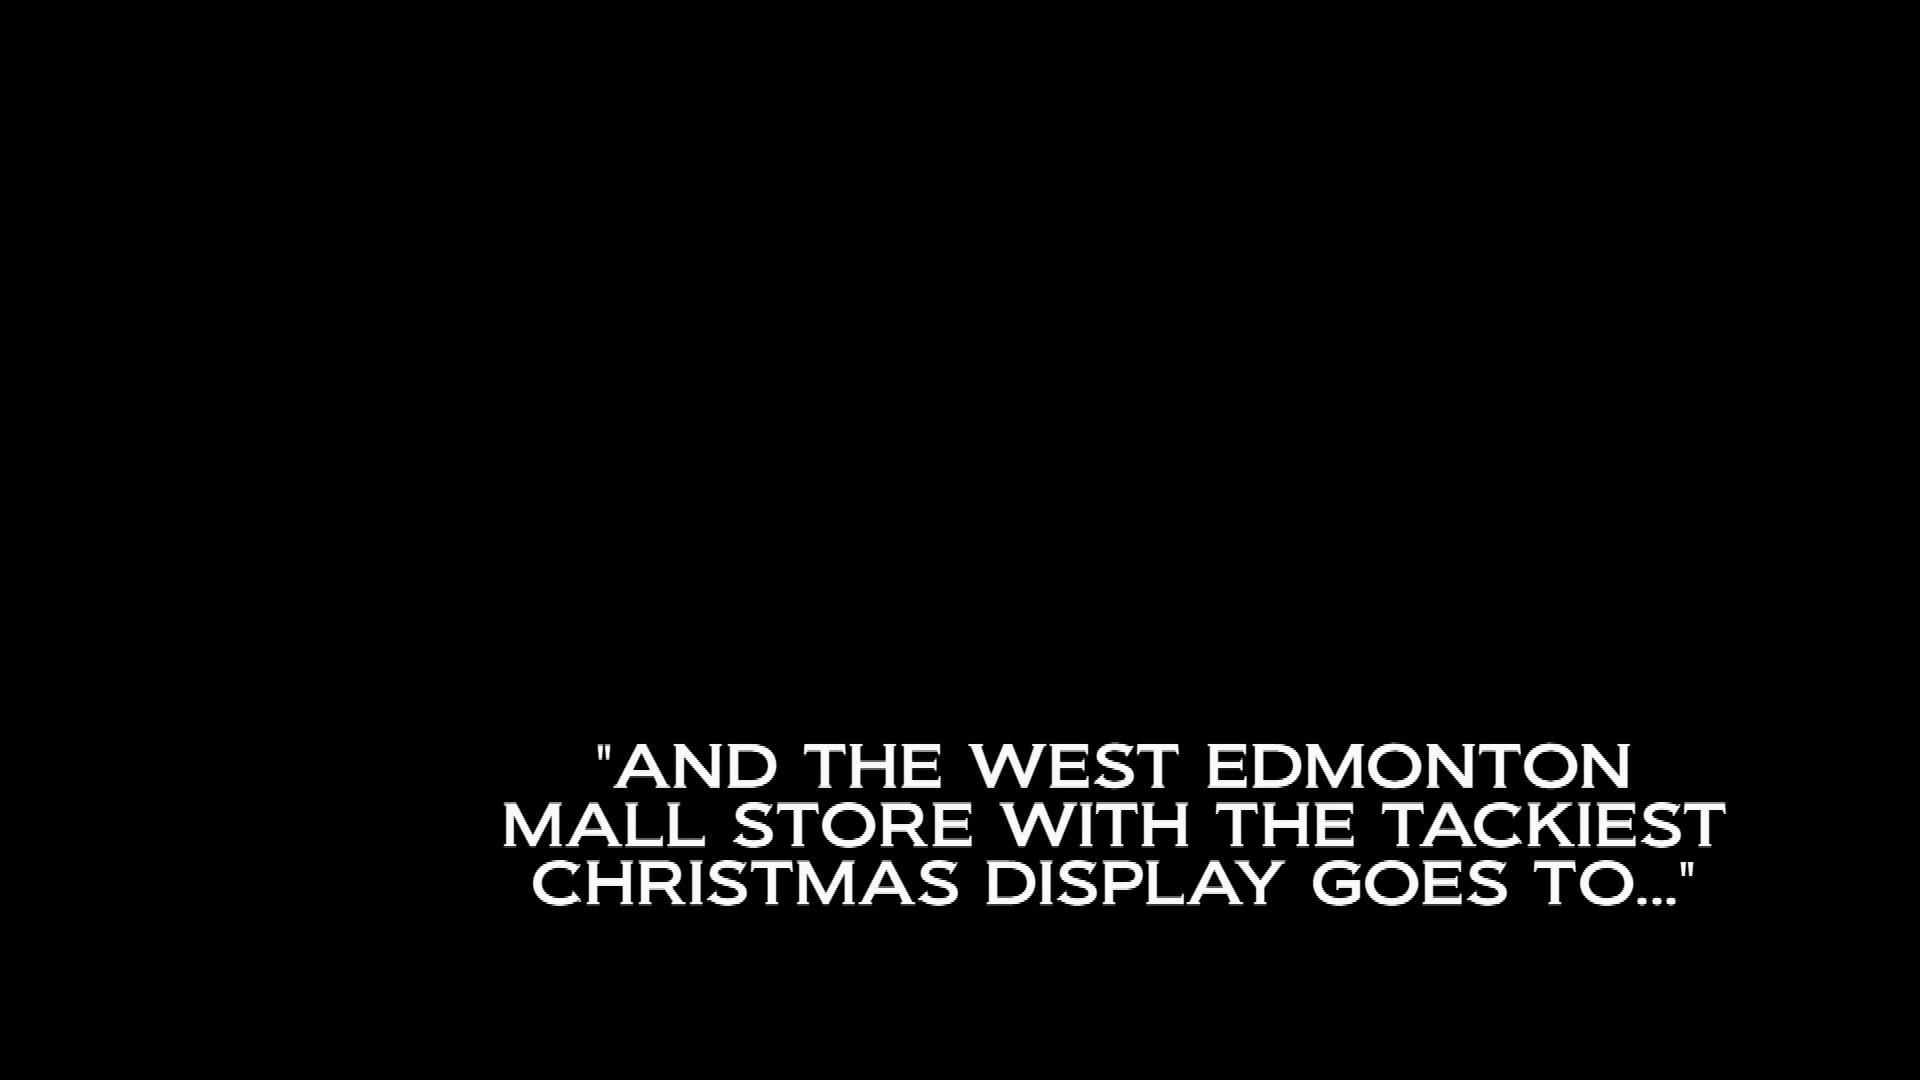 "AND THE WEST EDMONTON
MALL STORE WITH THE TACKIEST
CHRISTMAS DISPLAY GOES TO..."